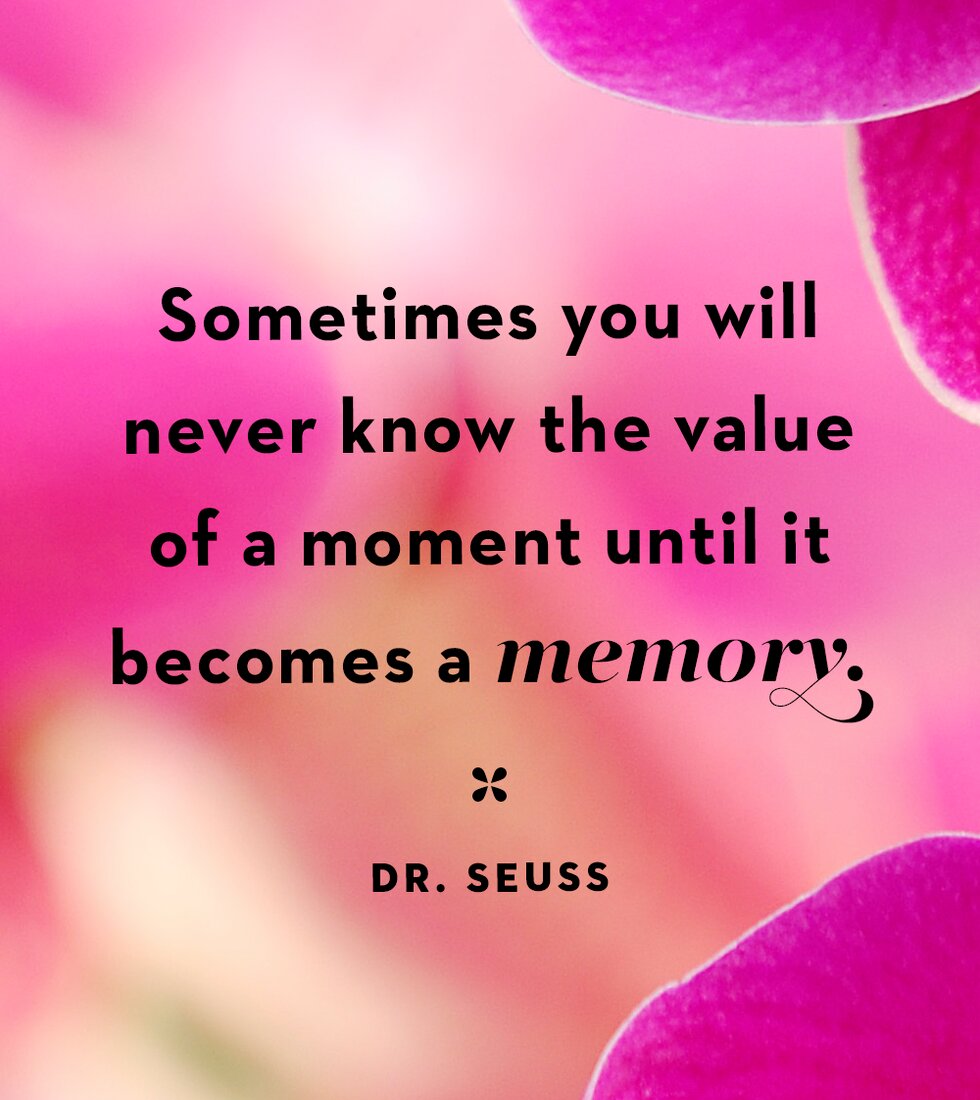 Sometimes you will
never know the value
of a moment until it
becomes a memory.
DR. SEUSS